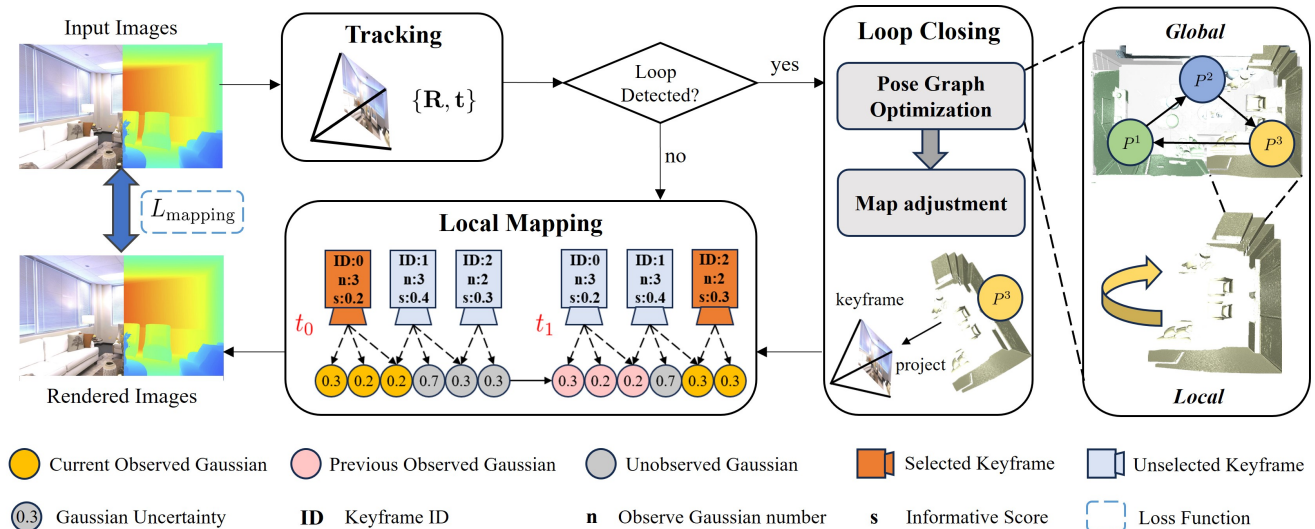 Input Images
Tracking
{R, t}
Loop
Detected?
yes
no
Loop Closing
Pose Graph
Optimization
Map adjustment
keyframe
project
P³
Global
P²
P¹
P³
Local
L_mapping
Rendered Images
Local Mapping
ID:0
n:3
s:0.2
ID:1
n:3
s:0.4
ID:2
n:2
s:0.3
ID:0
n:3
s:0.2
ID:1
n:3
s:0.4
ID:2
n:2
s:0.3
t₀
t₁
0.3 0.2 0.2 0.7 0.3 0.3
0.3 0.2 0.2 0.7 0.3 0.3
Current Observed Gaussian
Previous Observed Gaussian
Unobserved Gaussian
Selected Keyframe
Unselected Keyframe
0.3 Gaussian Uncertainty
ID Keyframe ID
n Observe Gaussian number
s Informative Score
Loss Function